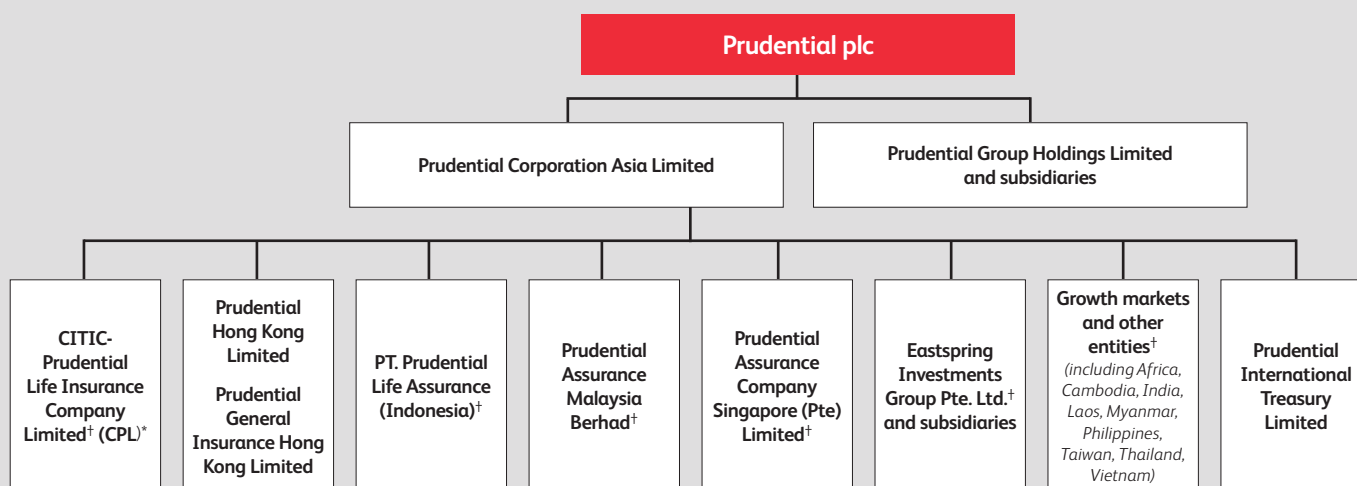 Prudential plc
Prudential Corporation Asia Limited
Prudential Group Holdings Limited
and subsidiaries
CITIC-
Prudential
Life Insurance
Company
Limited† (CPL)*
Prudential
Hong Kong
Limited
Prudential
General
Insurance Hong
Kong Limited
PT. Prudential
Life Assurance
(Indonesia)†
Prudential
Assurance
Malaysia
Berhad†
Prudential
Assurance
Company
Singapore (Pte)
Limited†
Eastspring
Investments
Group Pte. Ltd.†
and subsidiaries
Growth markets
and other
entities†
(including Africa,
Cambodia, India,
Laos, Myanmar,
Philippines,
Taiwan, Thailand,
Vietnam)
Prudential
International
Treasury
Limited